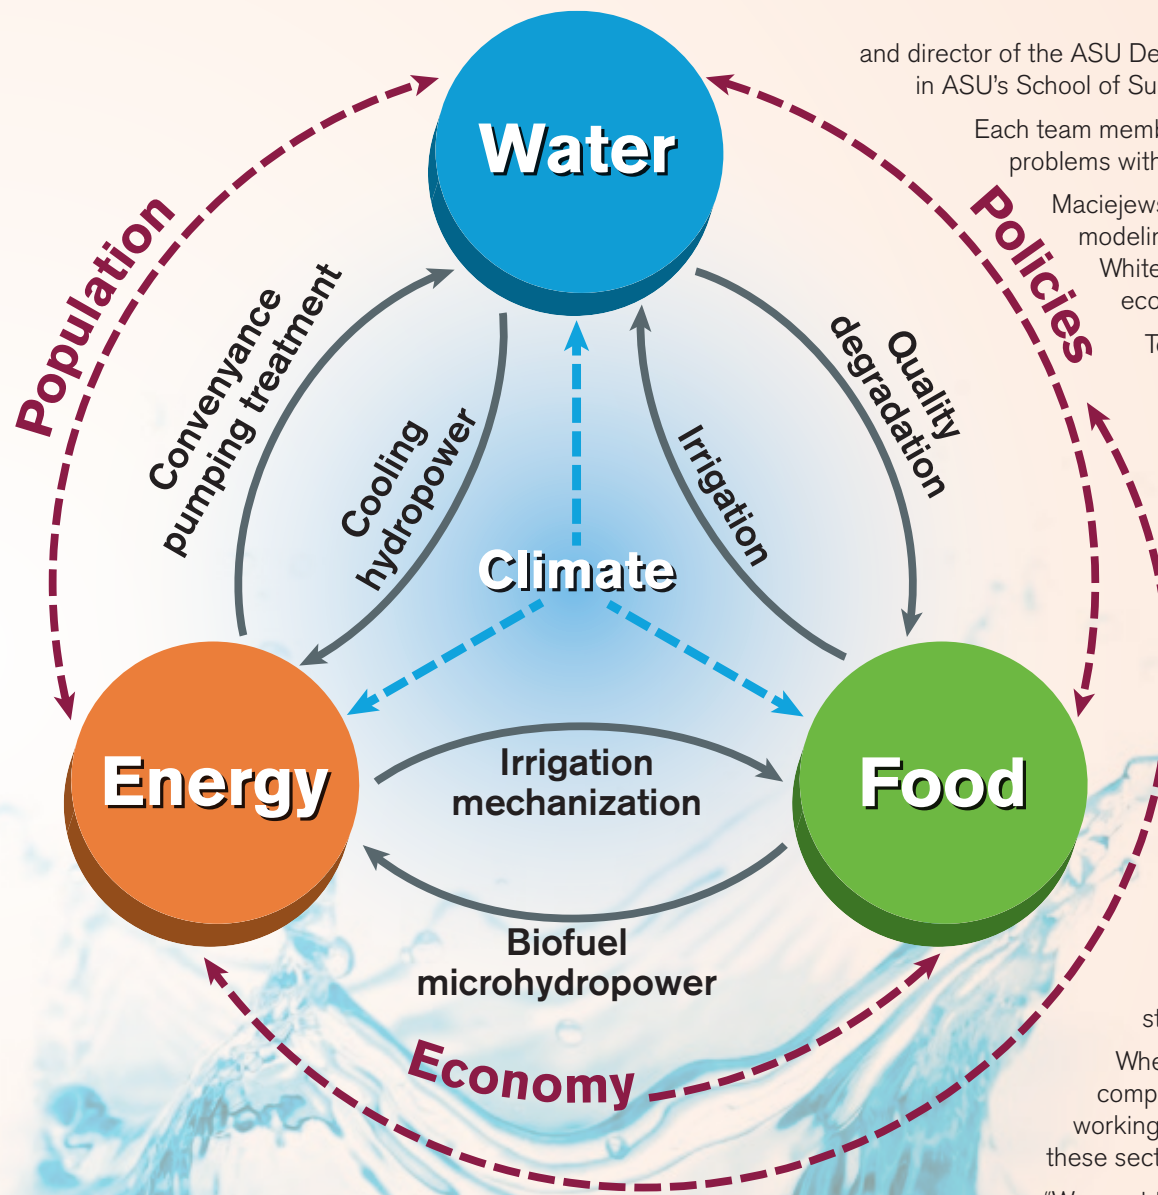 and director of the ASU De
in ASU's School of Su
Each team memb
problems with
Maciejews
modelin
White
eco
To
Water
Population
Policies
Convenyance
pumping treatment
Cooling
hydropower
Irrigation
Quality
degradation
Climate
Energy
Food
Irrigation
mechanization
Biofuel
microhydropower
Economy
st
Whe
comp
working
these sect